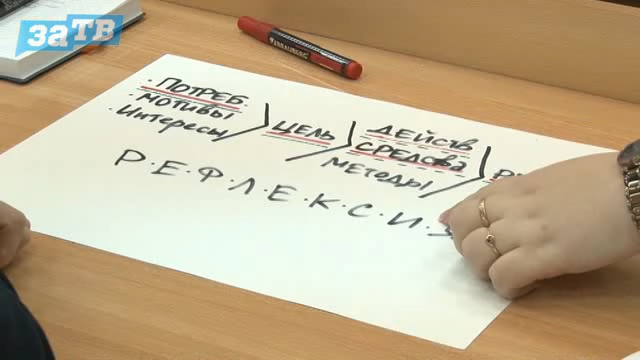 заТВ
· ПОТРЕБ.
МОТИВЫ
· Интересы
ЦЕЛЬ
ДЕЙСТВ
СРЕДСТВА
МЕТОДЫ
Р·Е·Ф·Л·Е·К·С·И·